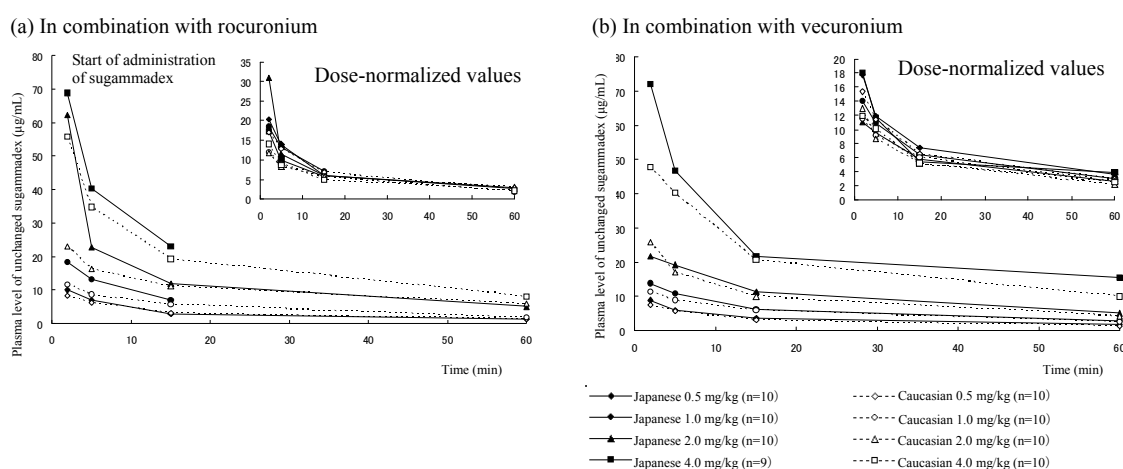 (a) In combination with rocuronium
Start of administration
of sugammadex
Dose-normalized values
Plasma level of unchanged sugammadex (μg/mL)
80
70
60
50
40
30
20
10
0
0 10 20 30 40 50 60
35
30
25
20
15
10
5
0
0 10 20 30 40 50 60
Time (min)
(b) In combination with vecuronium
Dose-normalized values
Plasma level of unchanged sugammadex (μg/mL)
80
70
60
50
40
30
20
10
0
0 10 20 30 40 50 60
20
18
16
14
12
10
8
6
4
2
0
0 10 20 30 40 50 60
Time (min)
Japanese 0.5 mg/kg (n=10)
Japanese 1.0 mg/kg (n=10)
Japanese 2.0 mg/kg (n=10)
Japanese 4.0 mg/kg (n=9)
Caucasian 0.5 mg/kg (n=10)
Caucasian 1.0 mg/kg (n=10)
Caucasian 2.0 mg/kg (n=10)
Caucasian 4.0 mg/kg (n=10)